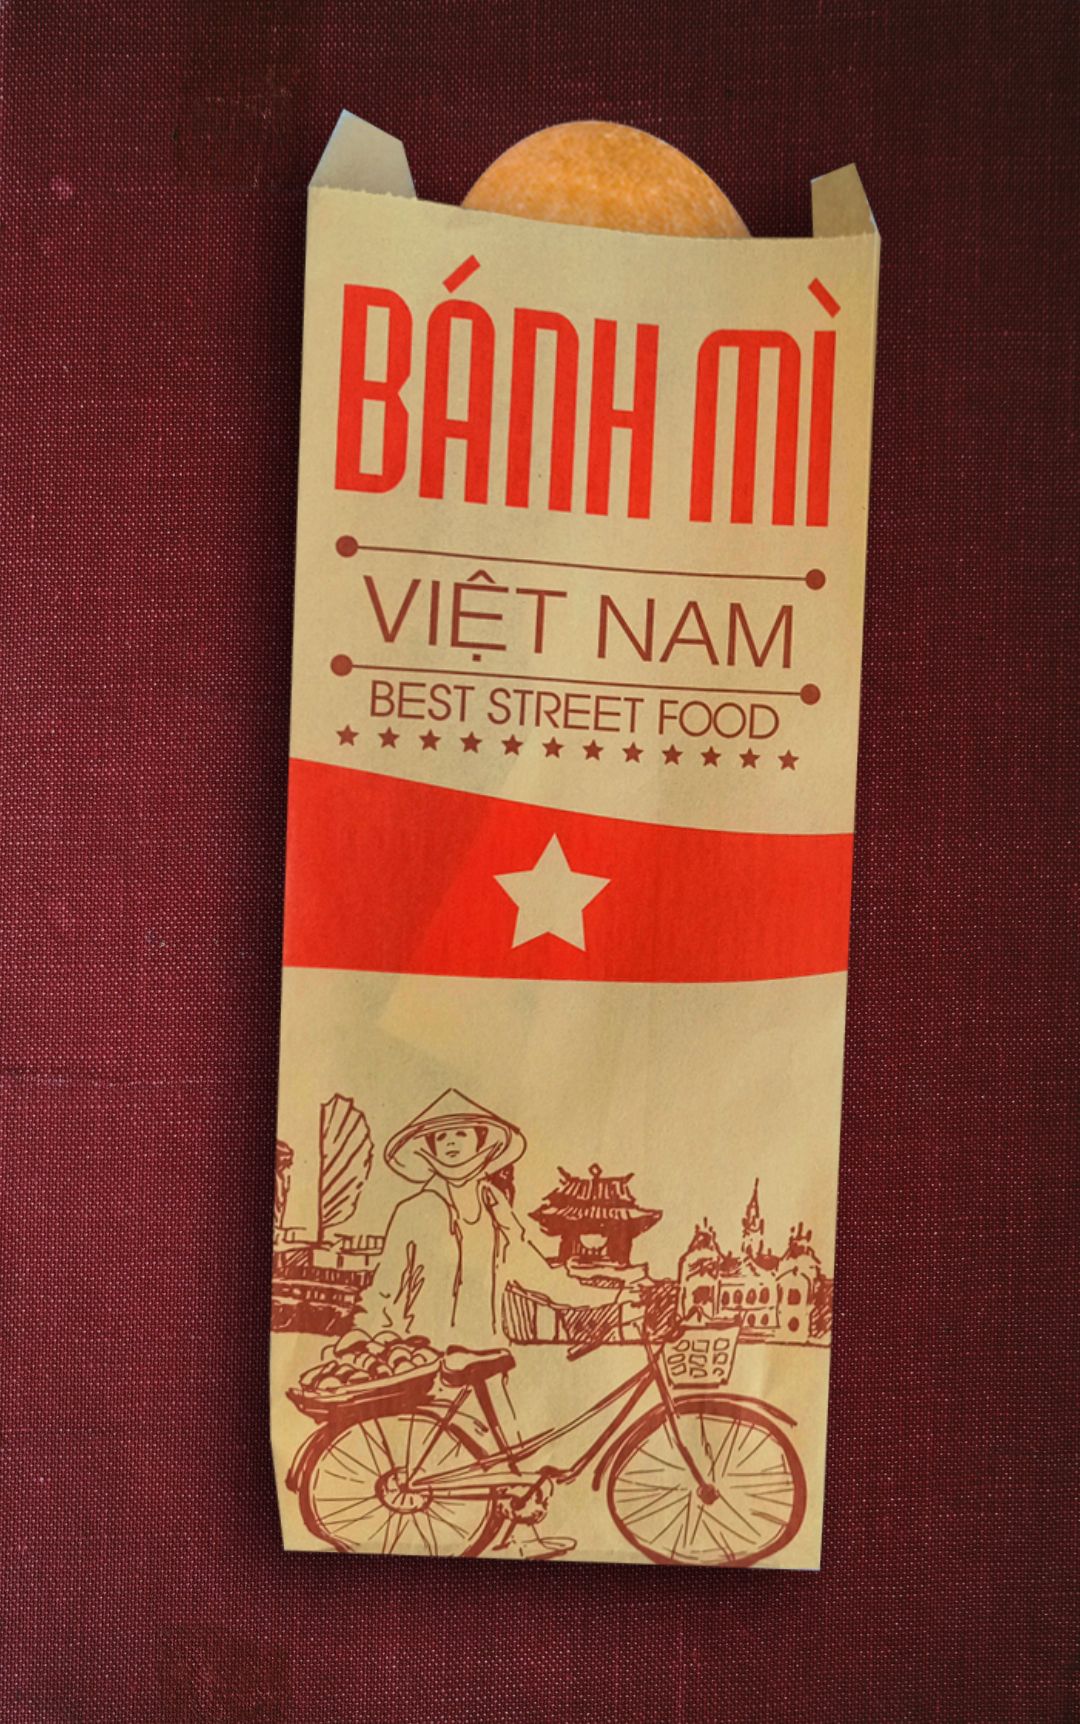 BÁNH MÌ
VIỆT NAM
BEST STREET FOOD